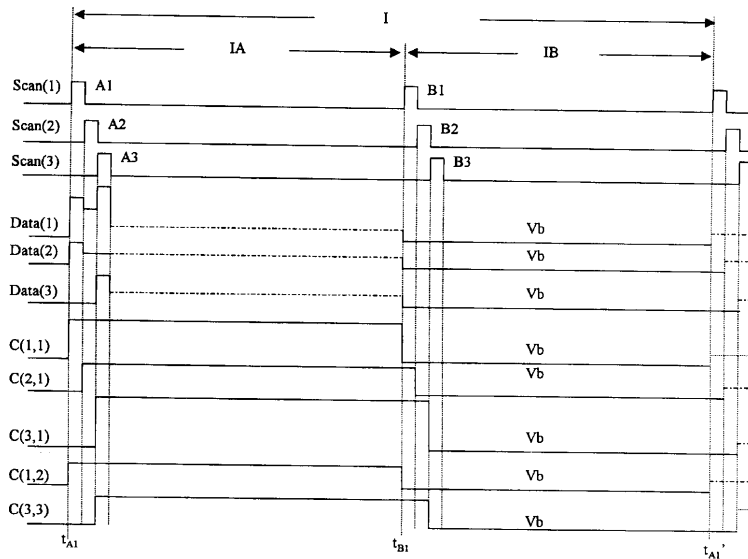 I
IA IB
Scan(1) A1 B1
Scan(2) A2 B2
Scan(3) A3 B3
Data(1) Vb
Data(2) Vb
Data(3) Vb
C(1,1) Vb
C(2,1) Vb
C(3,1) Vb
C(1,2) Vb
C(3,3) Vb
tA1 tB1 tA1'